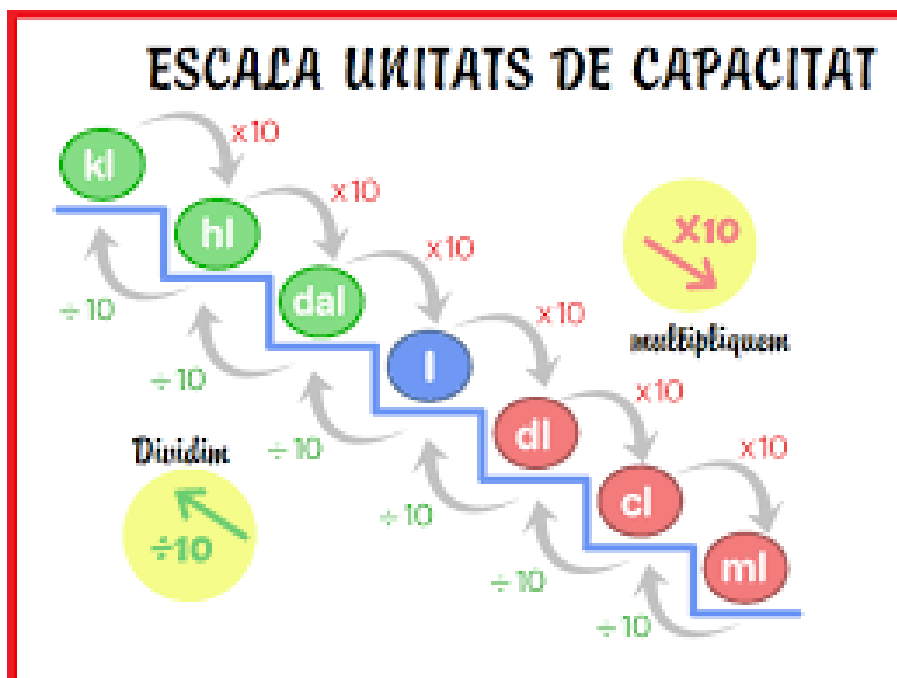 ESCALA UNITATS DE CAPACITAT
kl
x10
hl
x10
dal
x10
l
x10
dl
x10
cl
x10
ml
÷10
÷10
÷10
÷10
÷10
÷10
X10
multipliquem
Dividim
÷10